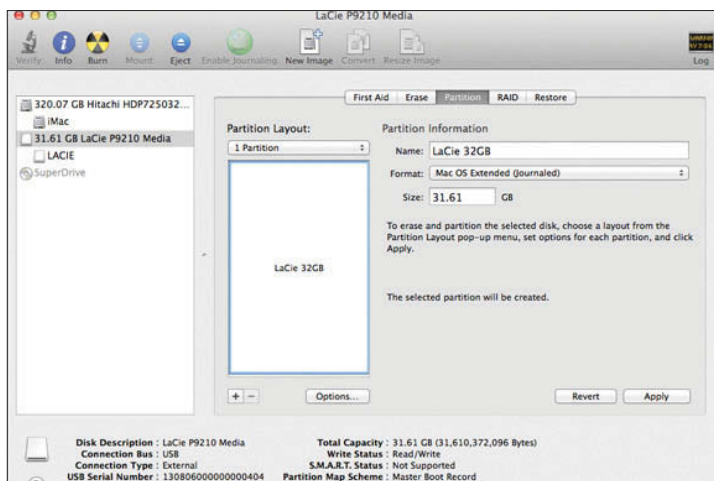 LaCie P9210 Media
Verify Info Burn Mount Eject Enable Journaling New Image Convert Resize Image Log
First Aid Erase Partition RAID Restore
320.07 GB Hitachi HDP725032...
iMac
31.61 GB LaCie P9210 Media
LACIE
SuperDrive
Partition Layout:
1 Partition
LaCie 32GB
+ − Options...
Partition Information
Name: LaCie 32GB
Format: Mac OS Extended (Journaled)
Size: 31.61 GB
To erase and partition the selected disk, choose a layout from the
Partition Layout pop-up menu, set options for each partition, and click
Apply.
The selected partition will be created.
Revert Apply
Disk Description : LaCie P9210 Media
Connection Bus : USB
Connection Type : External
USB Serial Number : 130806000000000404
Total Capacity : 31.61 GB (31,610,372,096 Bytes)
Write Status : Read/Write
S.M.A.R.T. Status : Not Supported
Partition Map Scheme : Master Boot Record